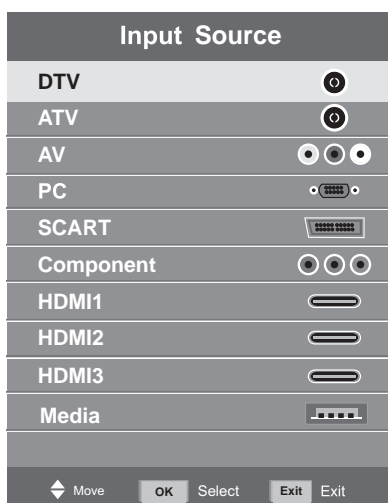 Input Source
DTV
ATV
AV
PC
SCART
Component
HDMI1
HDMI2
HDMI3
Media
Move OK Select Exit Exit